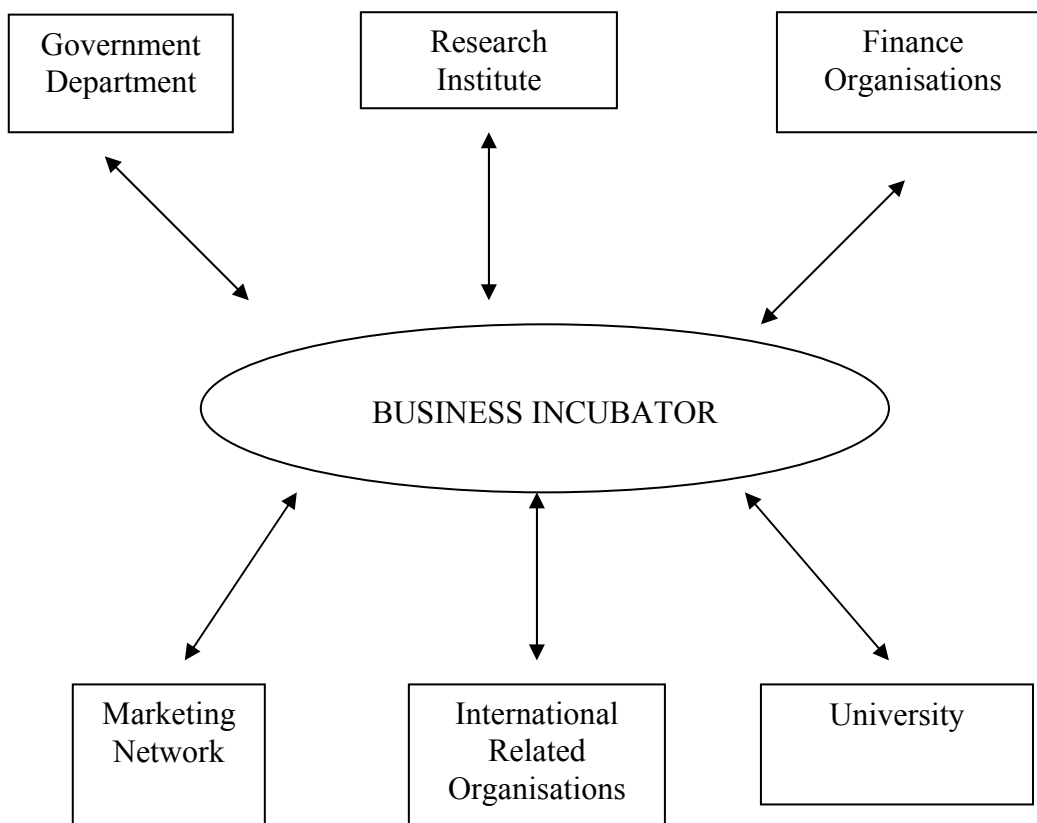 Government
Department
Research
Institute
Finance
Organisations
BUSINESS INCUBATOR
Marketing
Network
International
Related
Organisations
University